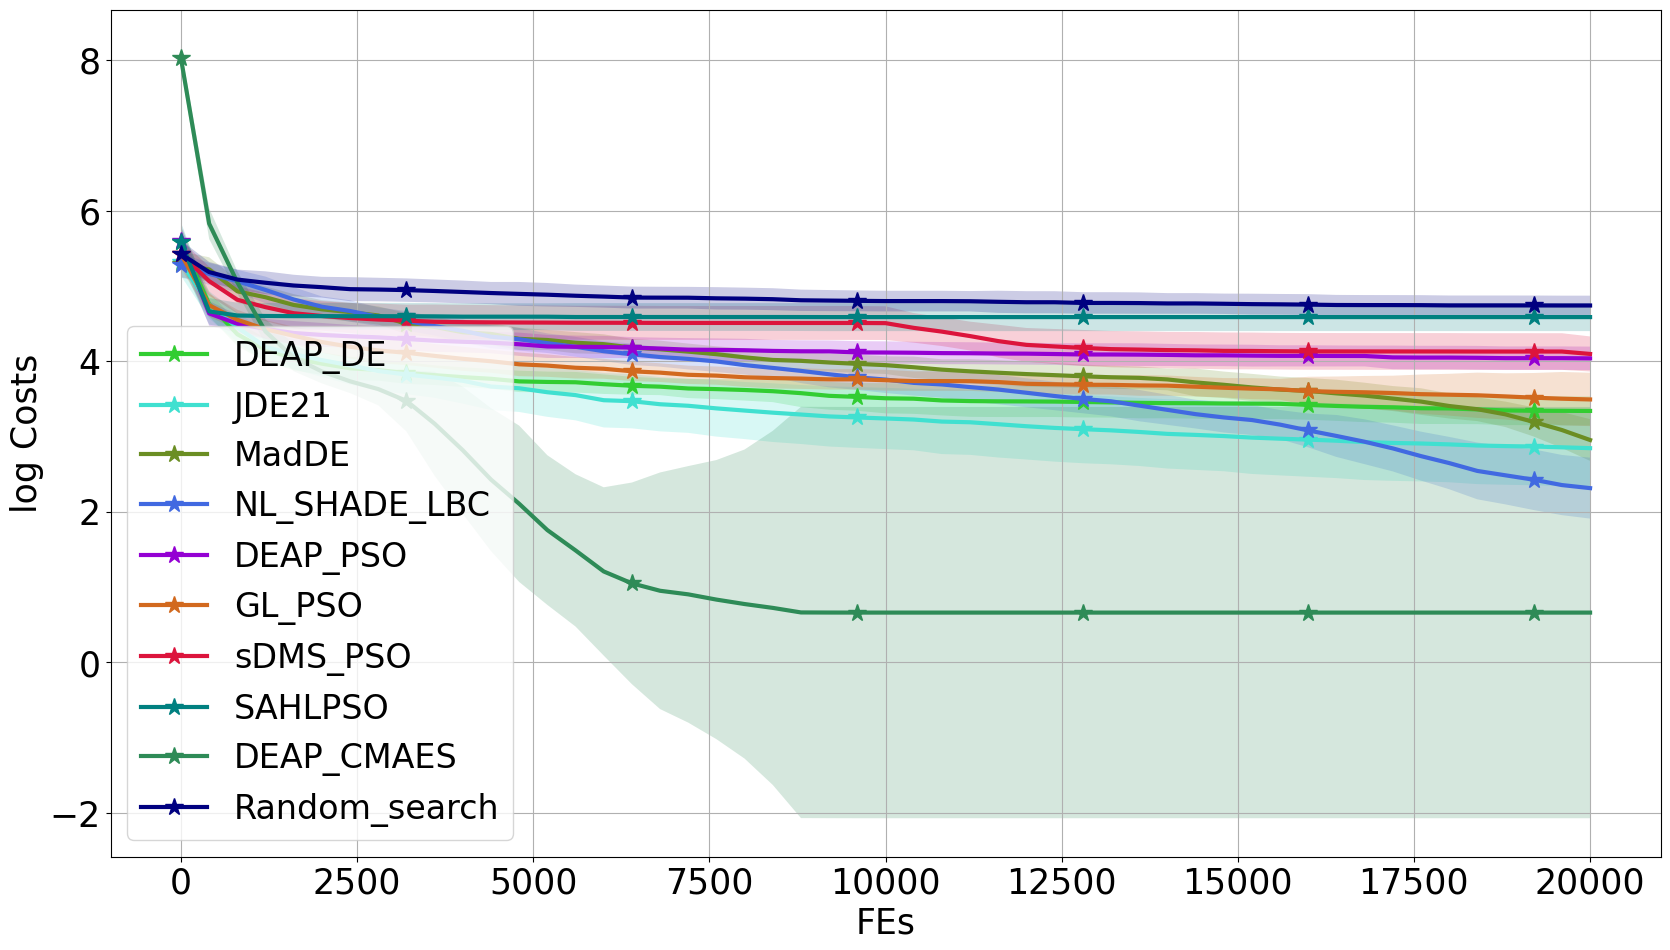 8
6
4
2
0
−2
log Costs
DEAP_DE
JDE21
MadDE
NL_SHADE_LBC
DEAP_PSO
GL_PSO
sDMS_PSO
SAHLPSO
DEAP_CMAES
Random_search
0 2500 5000 7500 10000 12500 15000 17500 20000
FEs